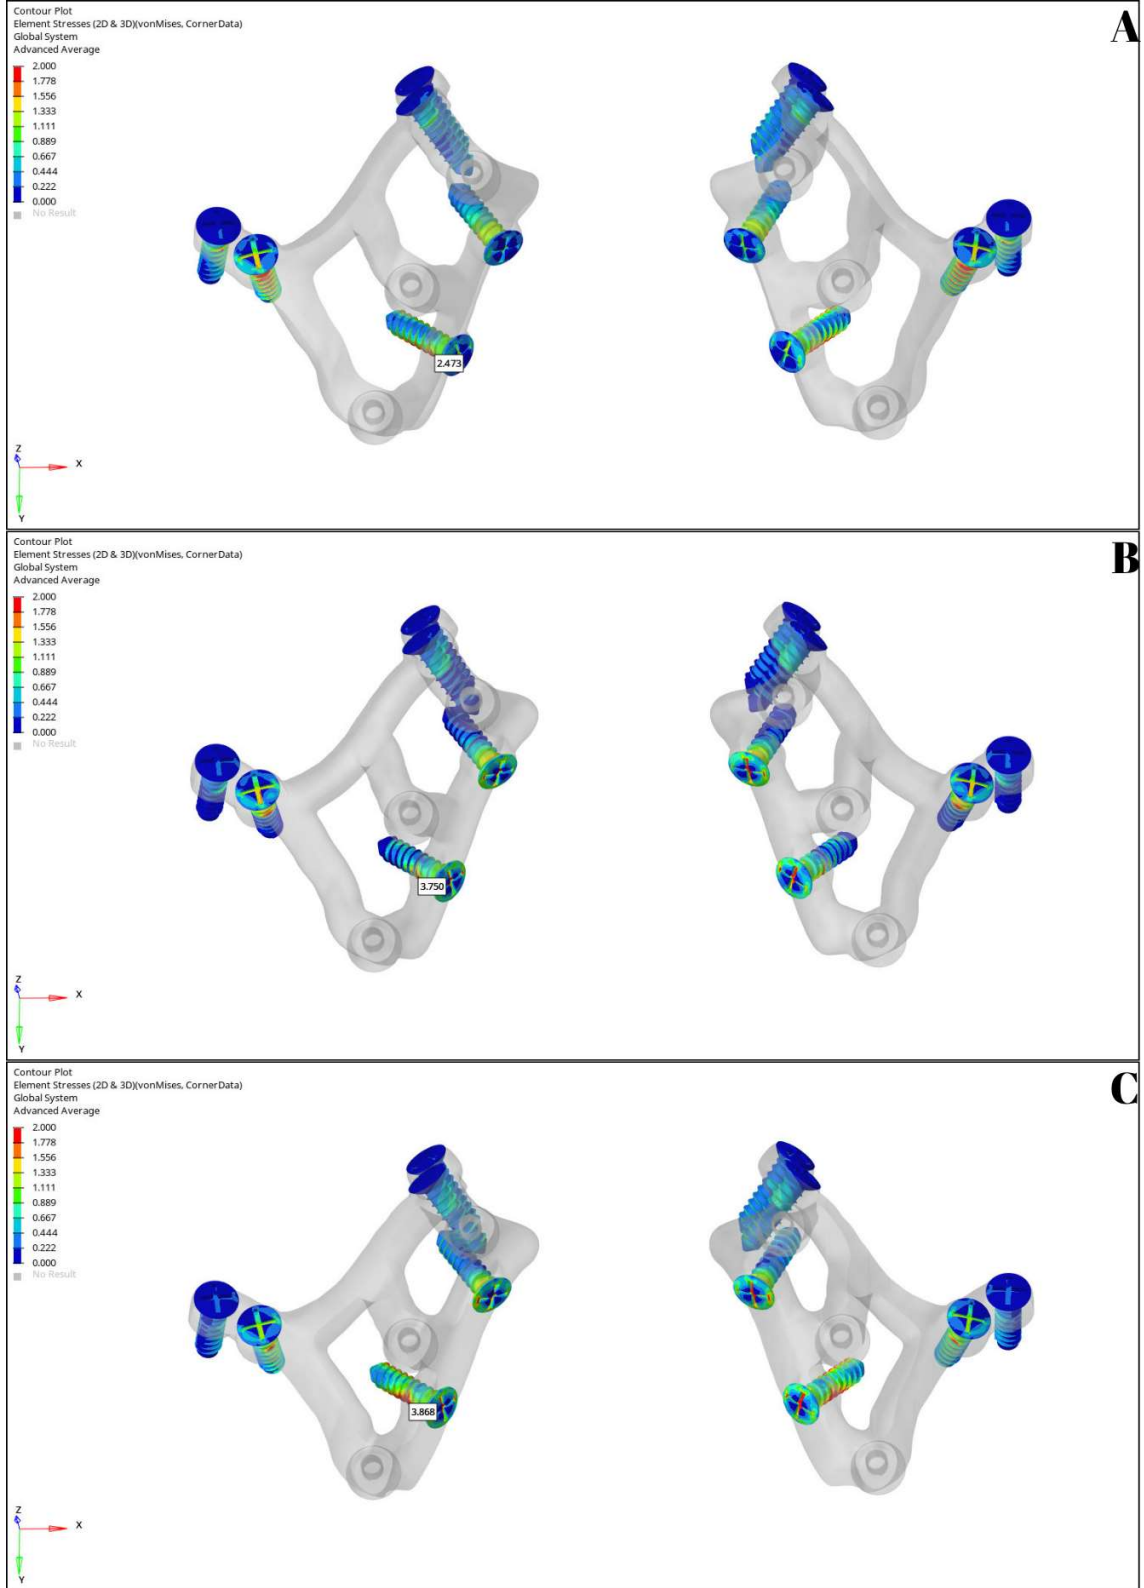 Contour Plot
Element Stresses (2D & 3D)(vonMises, CornerData)
Global System
Advanced Average
2.000
1.778
1.556
1.333
1.111
0.889
0.667
0.444
0.222
0.000
No Result
A
2.473
Z
X
Y
Contour Plot
Element Stresses (2D & 3D)(vonMises, CornerData)
Global System
Advanced Average
2.000
1.778
1.556
1.333
1.111
0.889
0.667
0.444
0.222
0.000
No Result
B
3.750
Z
X
Y
Contour Plot
Element Stresses (2D & 3D)(vonMises, CornerData)
Global System
Advanced Average
2.000
1.778
1.556
1.333
1.111
0.889
0.667
0.444
0.222
0.000
No Result
C
3.868
Z
X
Y